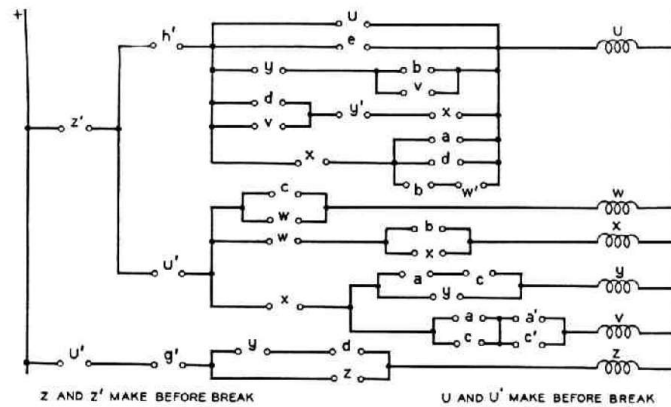 +
U
h' e U
y b
v
d
z' v y' x
a
x d
b w'
c w
w
w b x
U' x
a c y
x y
a a' v
c c'
U' g' y d z
z
Z AND Z' MAKE BEFORE BREAK U AND U' MAKE BEFORE BREAK